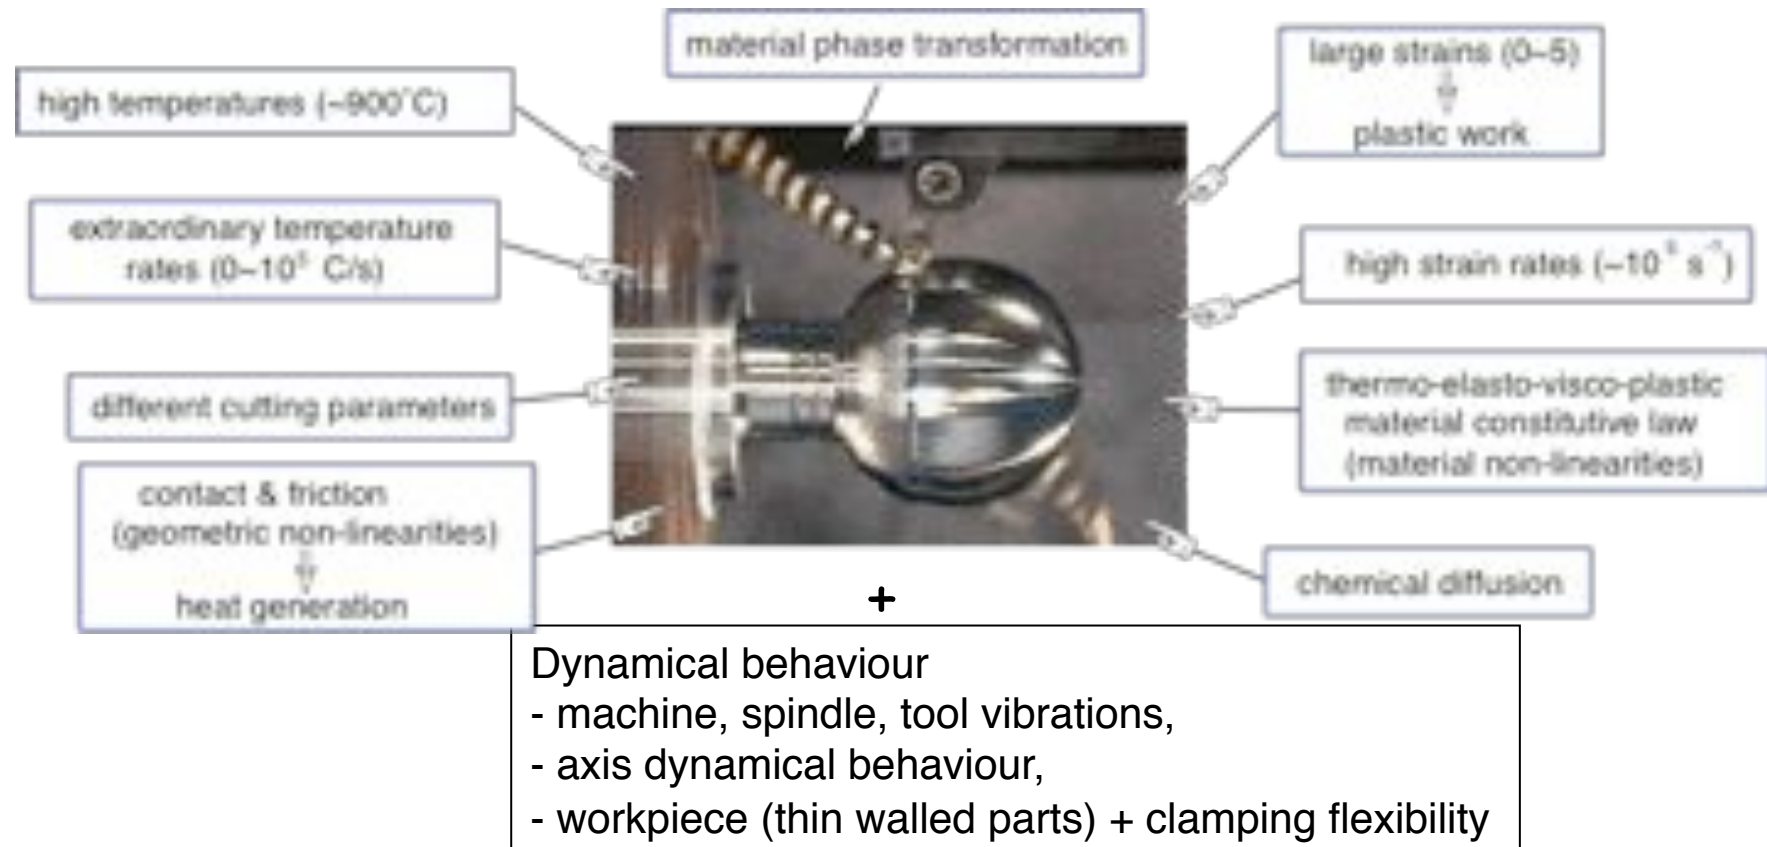 material phase transformation
high temperatures (~900°C)
extraordinary temperature
rates (0~10⁵ C/s)
different cutting parameters
contact & friction
(geometric non-linearities)
heat generation
large strains (0~5)
plastic work
high strain rates (~10 s⁻¹)
thermo-elasto-visco-plastic
material constitutive law
(material non-linearities)
chemical diffusion
+
Dynamical behaviour
- machine, spindle, tool vibrations,
- axis dynamical behaviour,
- workpiece (thin walled parts) + clamping flexibility